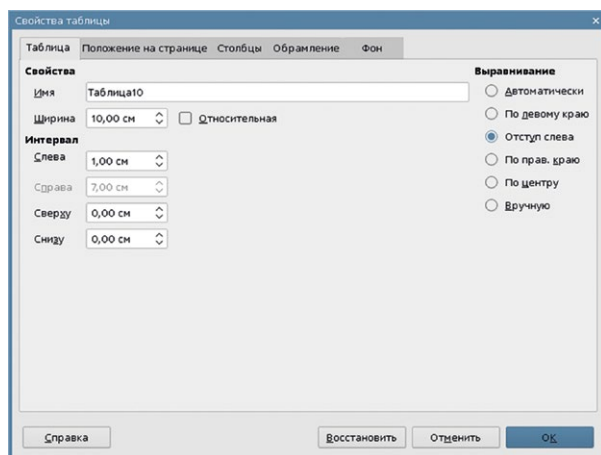 Свойства таблицы
Таблица Положение на странице Столбцы Обрамление Фон
Свойства
Имя Таблица10
Ширина 10,00 см Относительная
Интервал
Слева 1,00 см
Справа 7,00 см
Сверху 0,00 см
Снизу 0,00 см
Выравнивание
Автоматически
По левому краю
Отступ слева
По прав. краю
По центру
Вручную
Справка Восстановить Отменить ОК